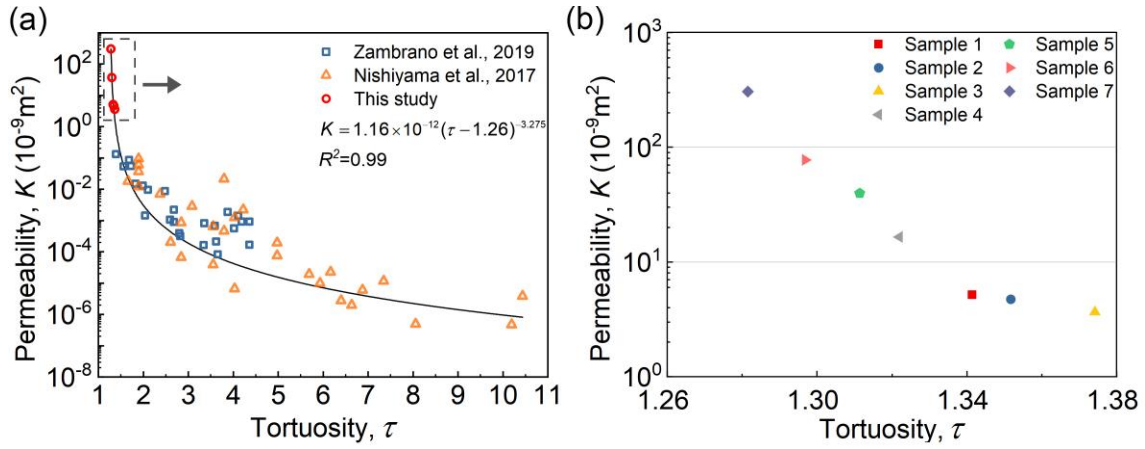 (a)
Permeability, K (10⁻⁹m²)
10²
10⁰
10⁻²
10⁻⁴
10⁻⁶
10⁻⁸
Zambrano et al., 2019
Nishiyama et al., 2017
This study
K = 1.16×10⁻¹²(τ−1.26)⁻³·²⁷⁵
R²=0.99
1 2 3 4 5 6 7 8 9 10 11
Tortuosity, τ
(b)
Permeability, K (10⁻⁹m²)
10³
10²
10¹
10⁰
Sample 1
Sample 2
Sample 3
Sample 4
Sample 5
Sample 6
Sample 7
1.26 1.30 1.34 1.38
Tortuosity, τ